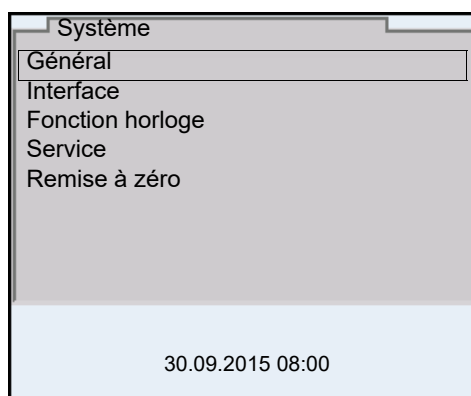 Système
Général
Interface
Fonction horloge
Service
Remise à zéro
30.09.2015 08:00